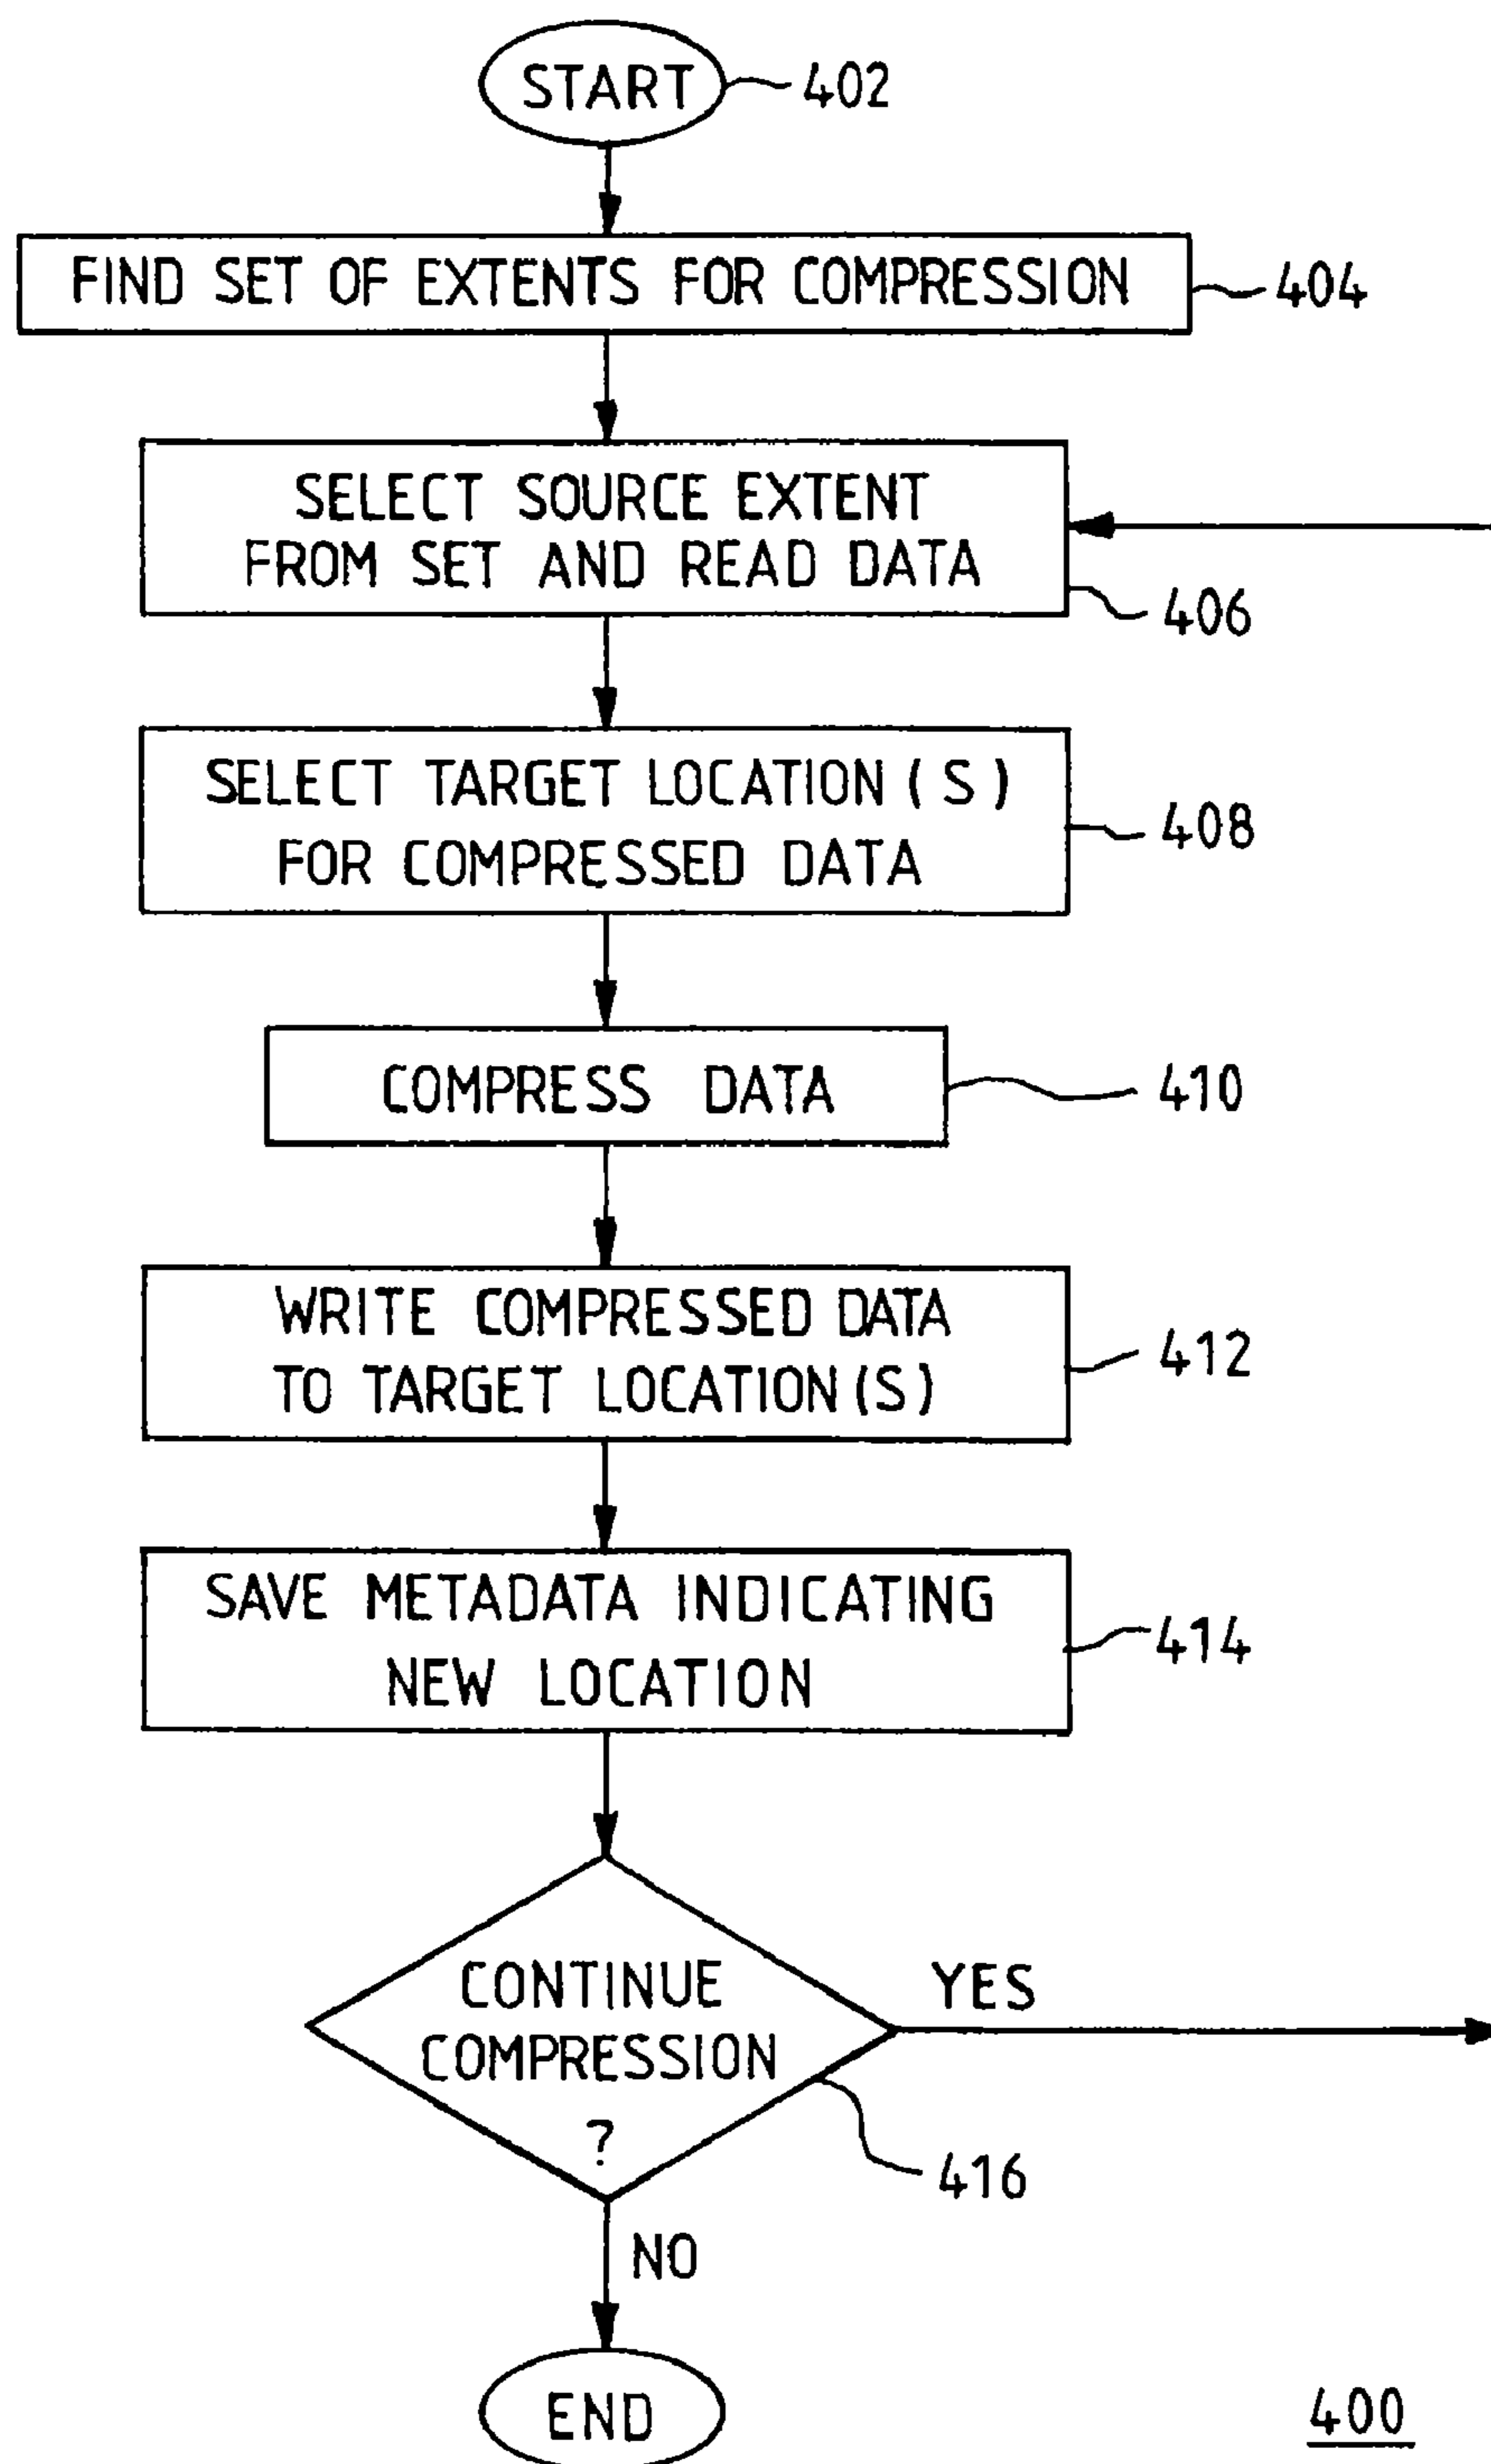 START
402
FIND SET OF EXTENTS FOR COMPRESSION
404
SELECT SOURCE EXTENT
FROM SET AND READ DATA
406
SELECT TARGET LOCATION(S)
FOR COMPRESSED DATA
408
COMPRESS DATA
410
WRITE COMPRESSED DATA
TO TARGET LOCATION(S)
412
SAVE METADATA INDICATING
NEW LOCATION
414
CONTINUE
COMPRESSION
?
YES
416
NO
END
400